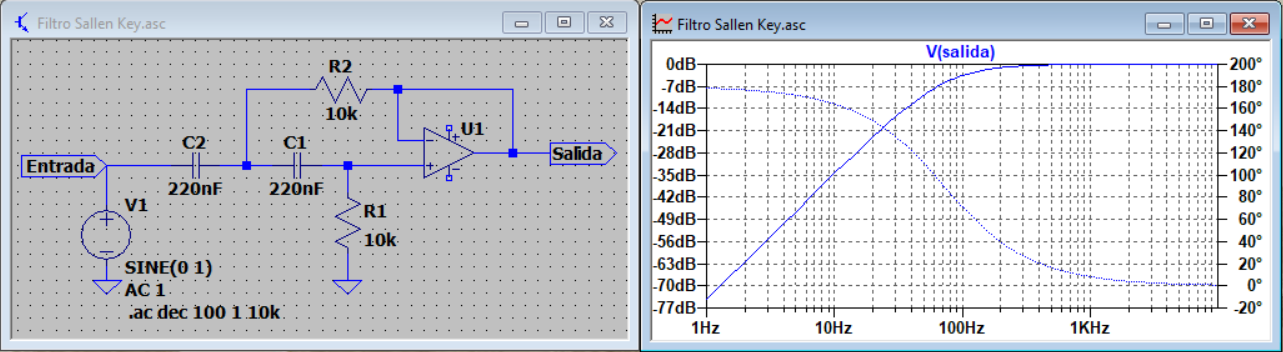 Filtro Sallen Key.asc
R2
10k
C2
C1
U1
Entrada
Salida
220nF
220nF
V1
R1
10k
SINE(0 1)
AC 1
.ac dec 100 1 10k
Filtro Sallen Key.asc
V(salida)
0dB
-7dB
-14dB
-21dB
-28dB
-35dB
-42dB
-49dB
-56dB
-63dB
-70dB
-77dB
200°
180°
160°
140°
120°
100°
80°
60°
40°
20°
0°
-20°
1Hz
10Hz
100Hz
1KHz